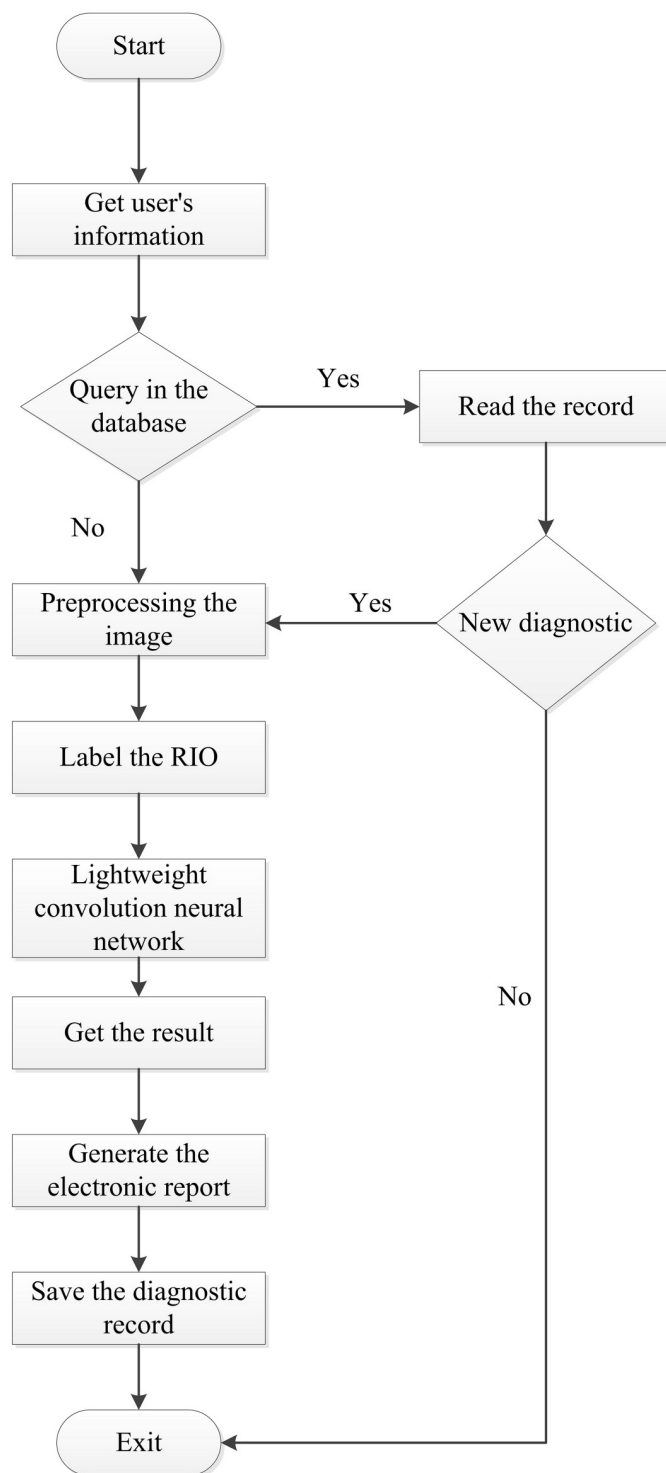 Start
Get user's
information
Query in the
database
Yes
Read the record
No
Preprocessing the
image
Yes
New diagnostic
Label the RIO
Lightweight
convolution neural
network
No
Get the result
Generate the
electronic report
Save the diagnostic
record
Exit